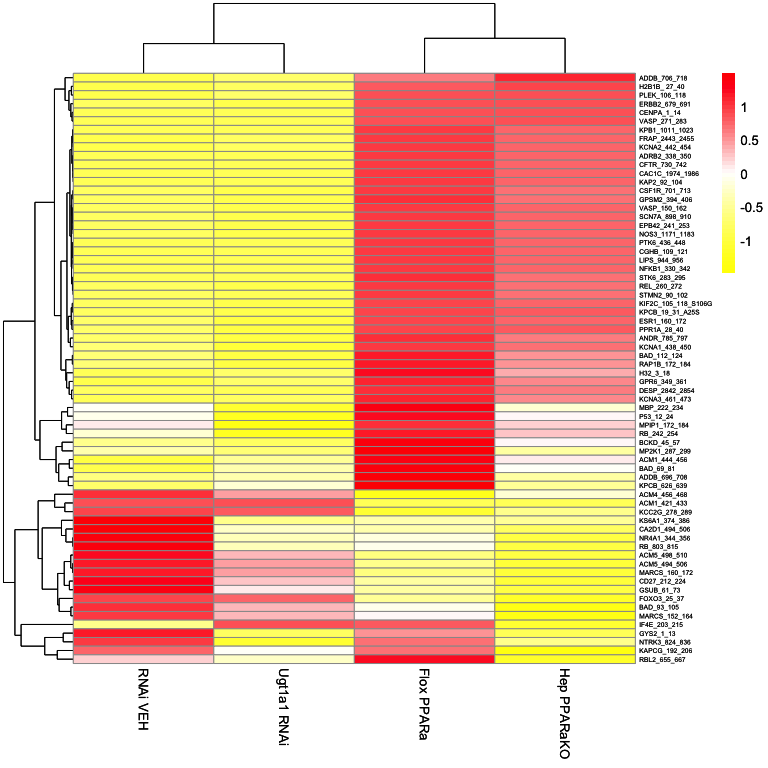 ADDB_706_718
H2B1B_27_40
PLEK_106_118
ERBB2_679_691
CENPA_1_14
VASP_271_283
KPB1_1011_1023
FRAP_2443_2455
KCNA2_442_454
ADRB2_338_350
CFTR_730_742
CAC1C_1974_1986
KAP2_92_104
CSF1R_701_713
GPSM2_394_406
VASP_150_162
SCN7A_898_910
EPB42_241_253
NOS3_1171_1183
PTK6_436_448
CGHB_109_121
LIPS_944_956
NFKB1_330_342
STK6_283_295
REL_260_272
STMN2_90_102
KIF2C_105_118_S106G
KPCB_19_31_A25S
ESR1_160_172
PPR1A_28_40
ANDR_785_797
KCNA1_438_450
BAD_112_124
RAP1B_172_184
H32_3_18
GPR6_349_361
DESP_2842_2854
KCNA3_461_473
MBP_222_234
P53_12_24
MPIP1_172_184
RB_242_254
BCKD_45_57
MP2K1_287_299
ACM1_444_456
BAD_69_81
ADDB_696_708
KPCB_626_639
ACM4_456_468
ACM1_421_433
KCC2G_278_289
KS6A1_374_386
CA2D1_494_506
NR4A1_344_356
RB_803_815
ACM5_498_510
ACM5_494_506
MARCS_160_172
CD27_212_224
GSUB_61_73
FOXO3_25_37
BAD_93_105
MARCS_152_164
IF4E_203_215
GYS2_1_13
NTRK3_824_836
KAPCG_192_206
RBL2_655_667
1
0.5
0
-0.5
-1
RNAi VEH
Ugt1a1 RNAi
Flox PPARa
Hep PPARaKO